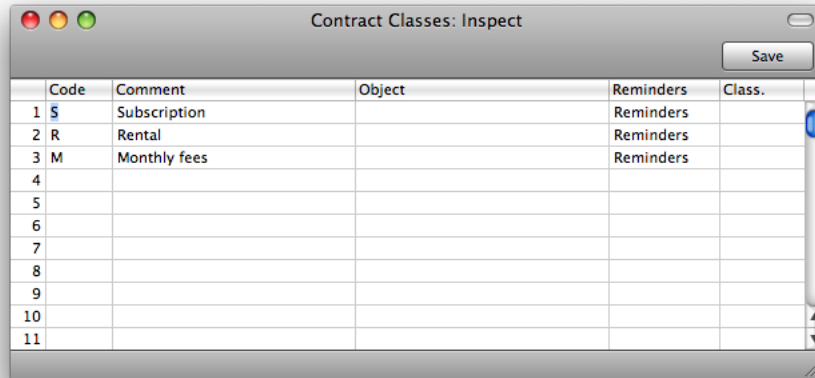 Contract Classes: Inspect
Save
Code Comment Object Reminders Class.
1 S Subscription Reminders
2 R Rental Reminders
3 M Monthly fees Reminders
4
5
6
7
8
9
10
11